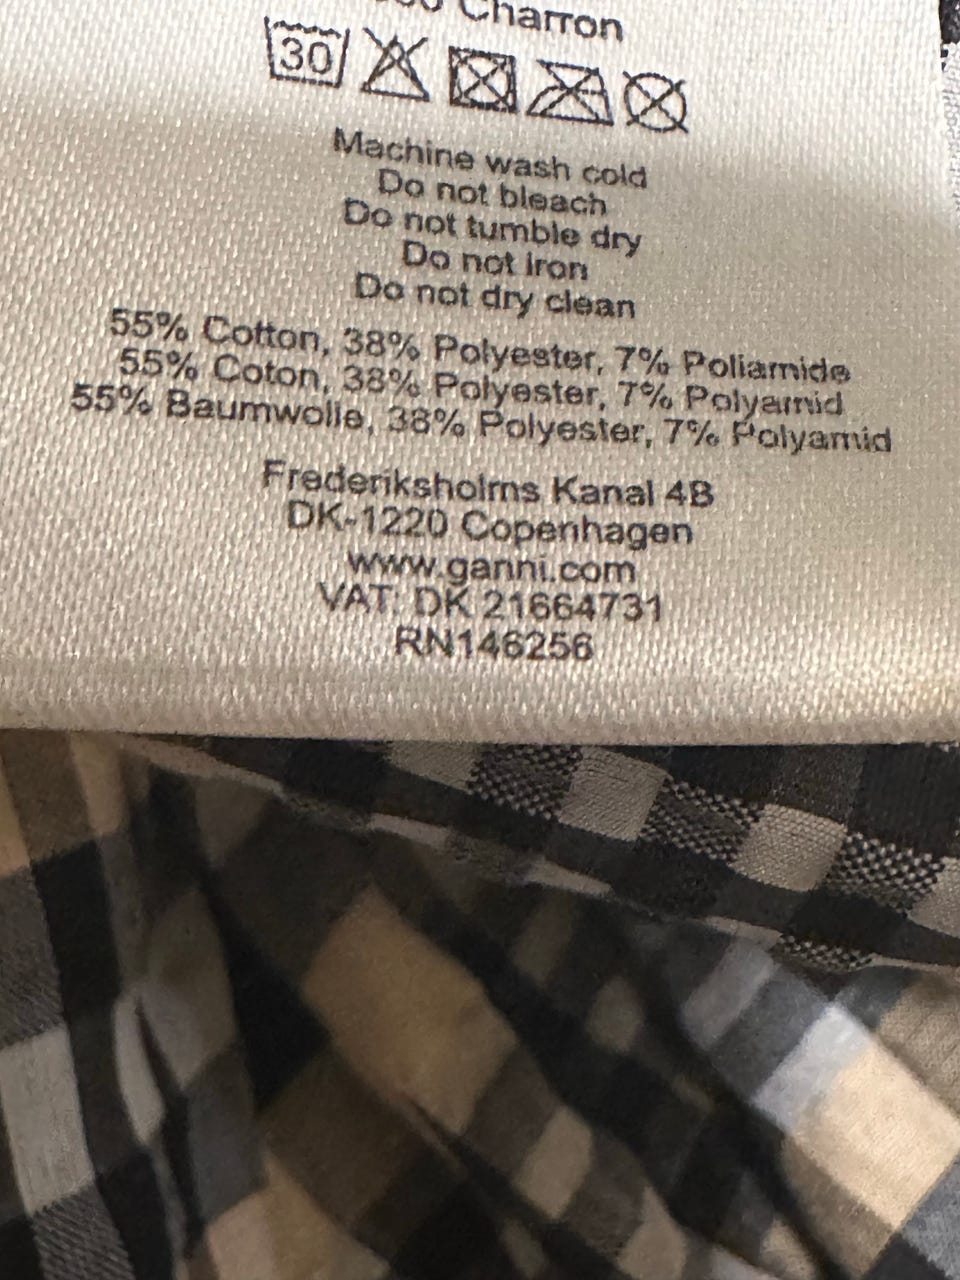 Charron
30
Machine wash cold
Do not bleach
Do not tumble dry
Do not iron
Do not dry clean
55% Cotton, 38% Polyester, 7% Poliamide
55% Coton, 38% Polyester, 7% Polyamid
55% Baumwolle, 38% Polyester, 7% Polyamid
Frederiksholms Kanal 4B
DK-1220 Copenhagen
www.ganni.com
VAT: DK 21664731
RN146256